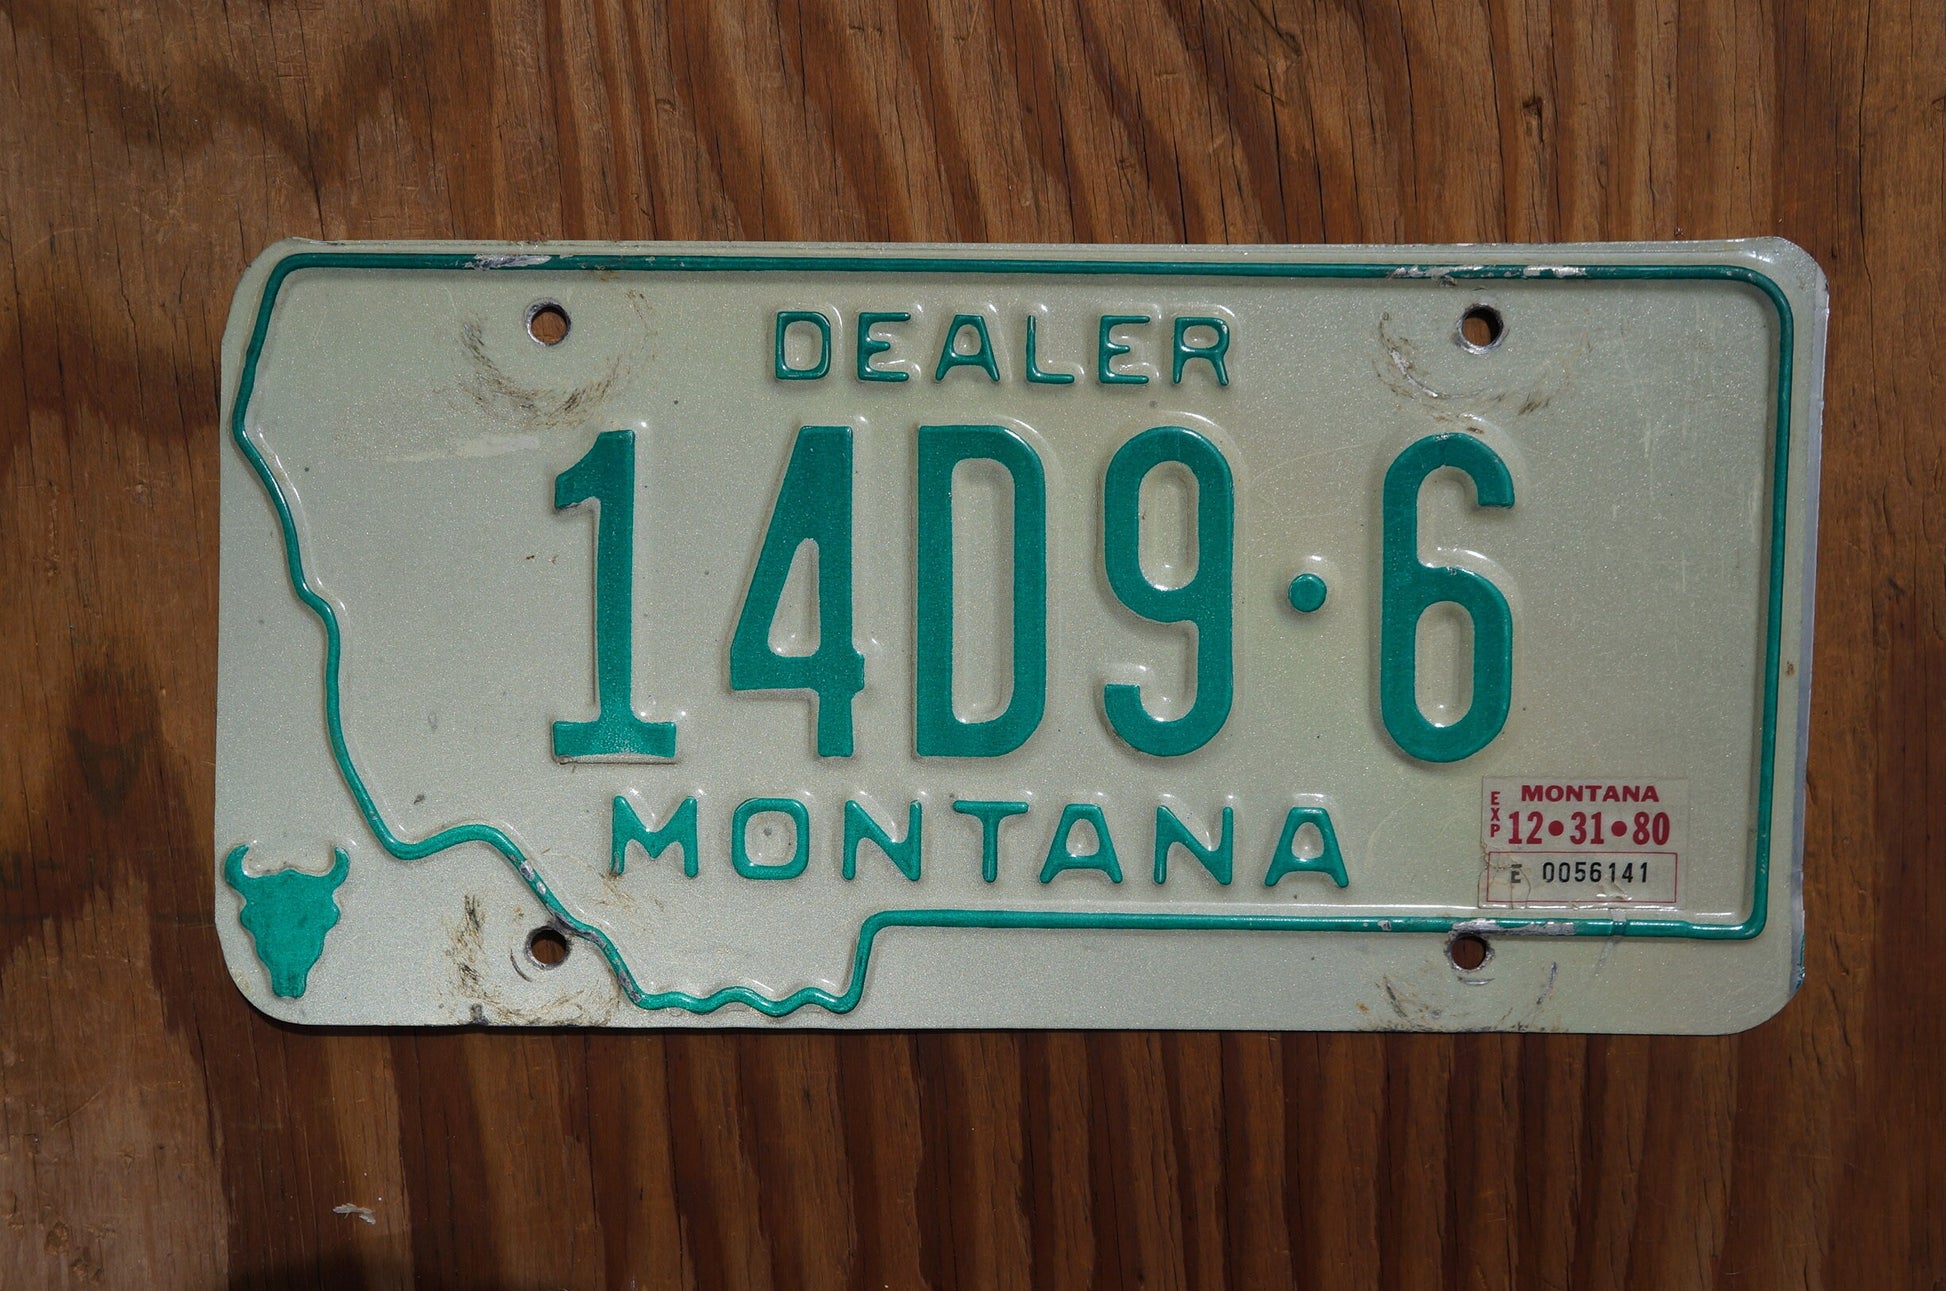 DEALER
14D9•6
MONTANA
EXP
MONTANA
12•31•80
E 0056141